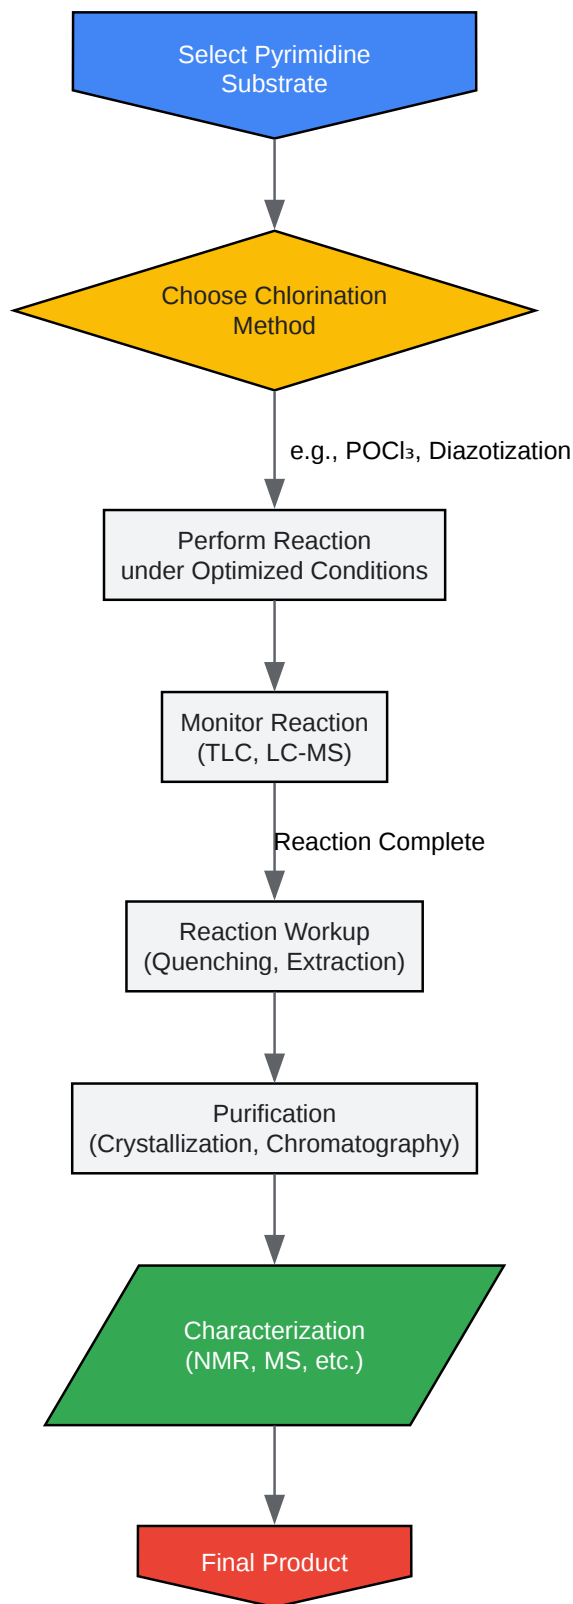 Select Pyrimidine
Substrate
Choose Chlorination
Method
e.g., POCl₃, Diazotization
Perform Reaction
under Optimized Conditions
Monitor Reaction
(TLC, LC-MS)
Reaction Complete
Reaction Workup
(Quenching, Extraction)
Purification
(Crystallization, Chromatography)
Characterization
(NMR, MS, etc.)
Final Product